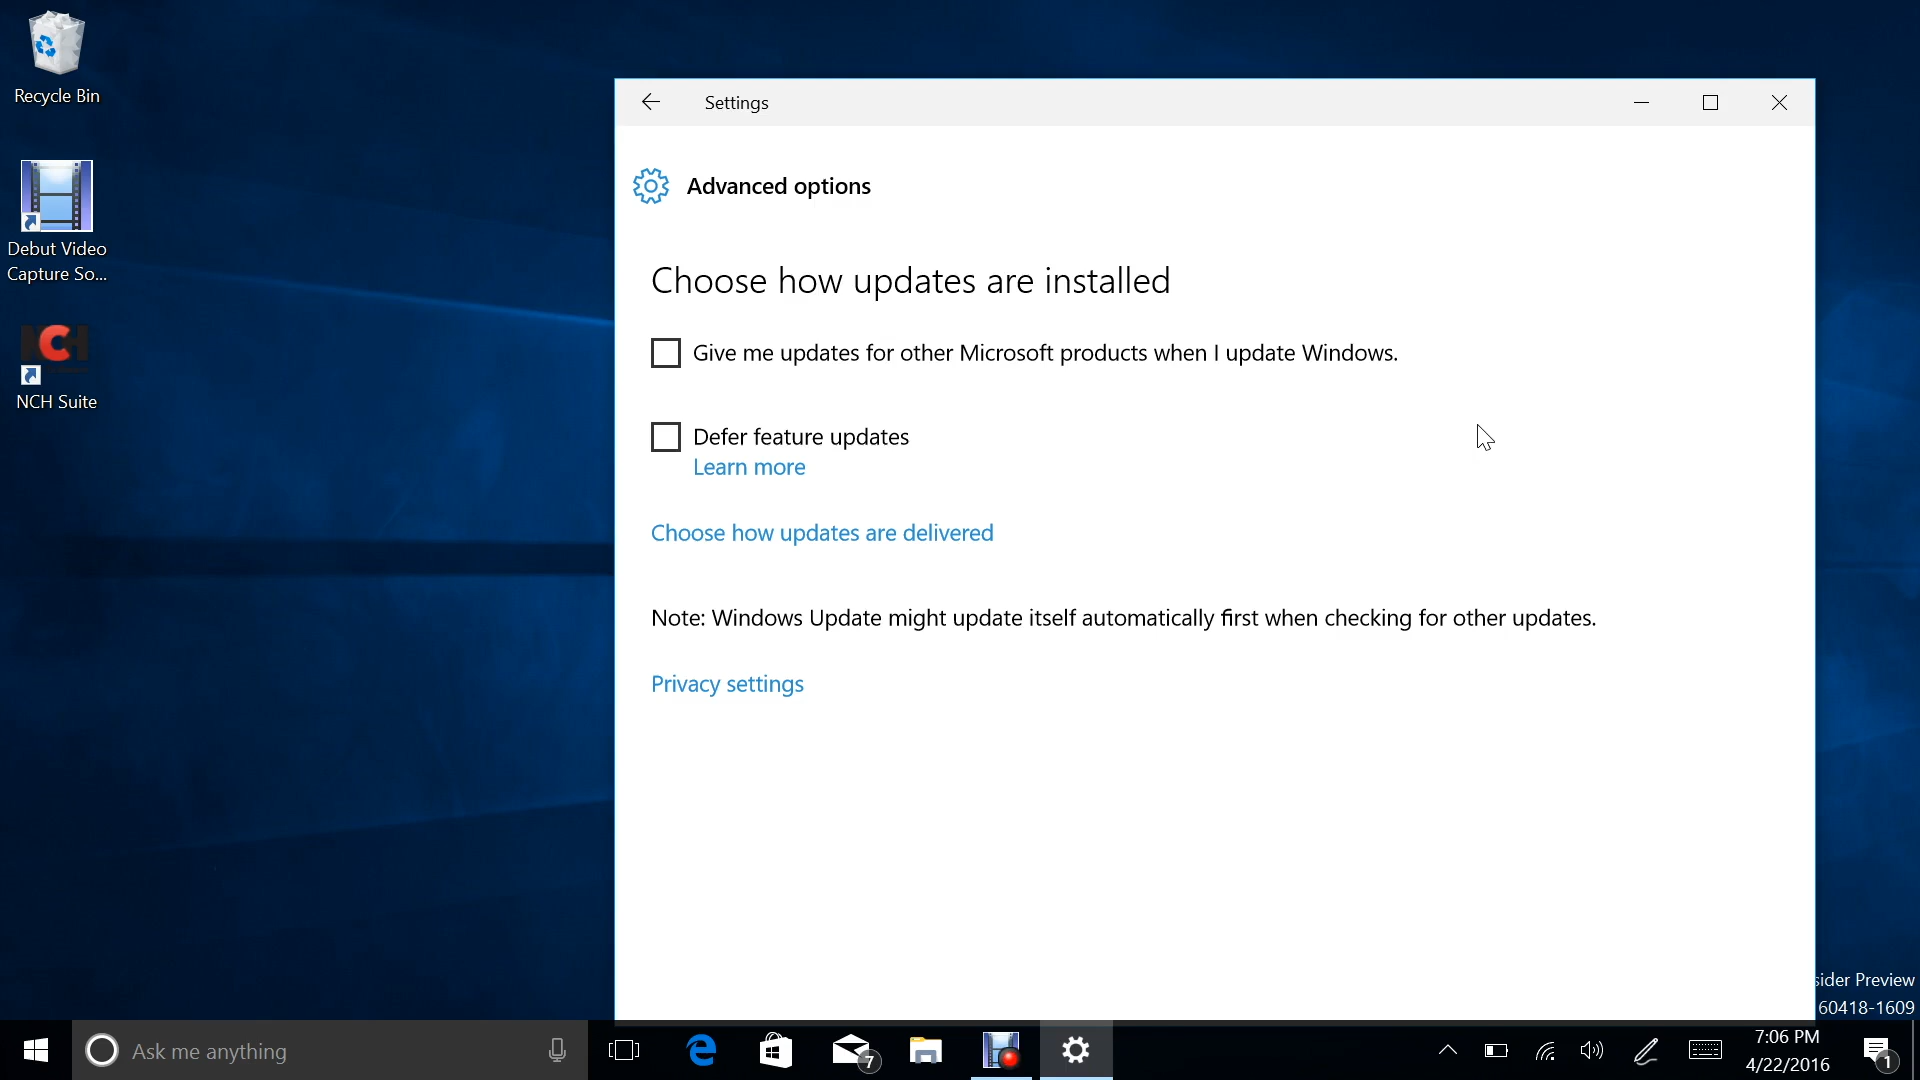 Recycle Bin
Debut Video
Capture So...
NCH
NCH Suite
Settings
Advanced options
Choose how updates are installed
Give me updates for other Microsoft products when I update Windows.
Defer feature updates
Learn more
Choose how updates are delivered
Note: Windows Update might update itself automatically first when checking for other updates.
Privacy settings
sider Preview
60418-1609
Ask me anything
7
7:06 PM
4/22/2016
1